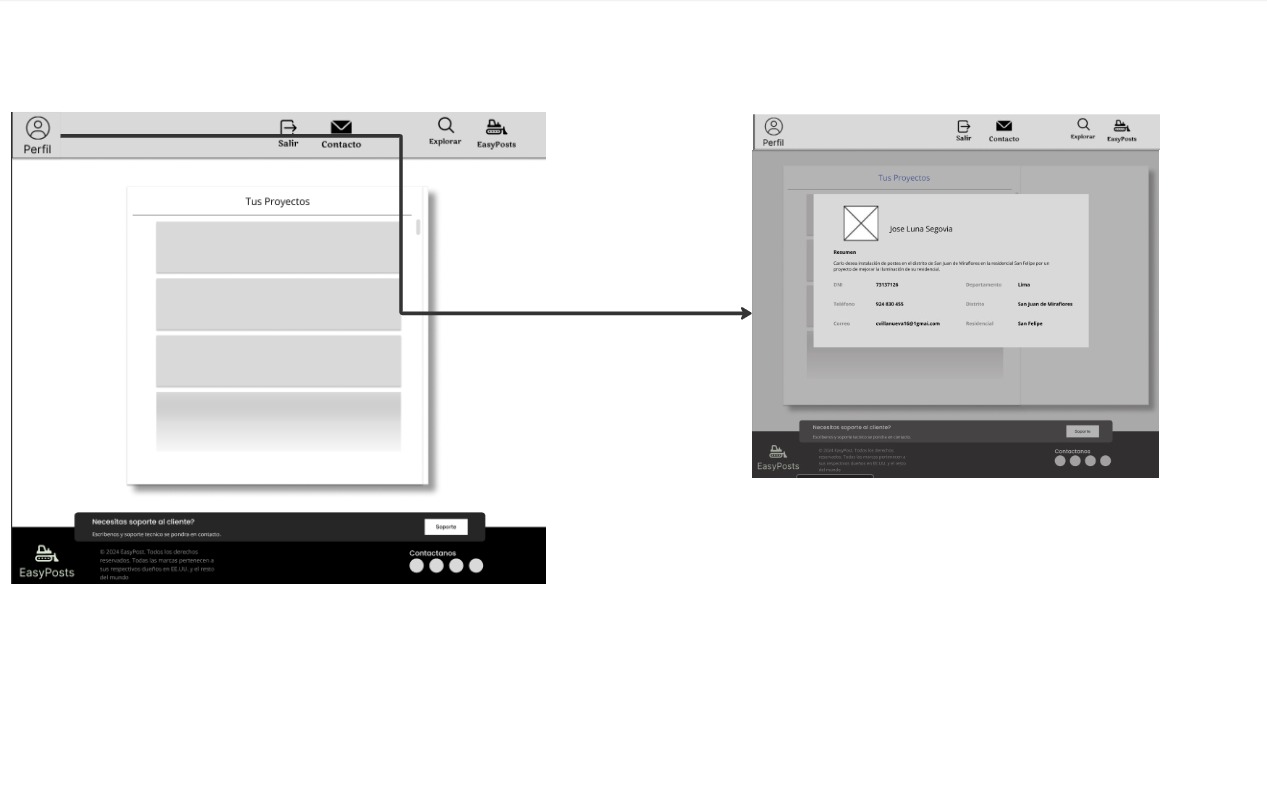 Perfil
Salir
Contacto
Explorar
EasyPosts
Tus Proyectos
Necesitas soporte al cliente?
Escribenos y soporte tecnico se pondra en contacto.
Soporte
EasyPosts
© 2024 EasyPost. Todos los derechos
reservados. Todas las marcas pertenecen a
sus respectivos dueños en EE.UU. y el resto
del mundo
Contactanos
Perfil
Salir
Contacto
Explorar
EasyPosts
Tus Proyectos
Jose Luna Segovia
Resumen
Carlo desea instalación de postes en el distrito de San Juan de Miraflores en la residencial San Felipe por un
proyecto de mejorar la iluminación de su residencial.
DNI 73157126 Departamento Lima
Teléfono 924 830 455 Distrito San Juan de Miraflores
Correo cvillanueva16@1gmai.com Residencial San Felipe
Necesitas soporte al cliente?
Escribenos y soporte tecnico se pondra en contacto.
Soporte
EasyPosts
© 2024 EasyPost. Todos los derechos
reservados. Todas las marcas pertenecen a
sus respectivos dueños en EE.UU. y el resto
del mundo
Contactanos